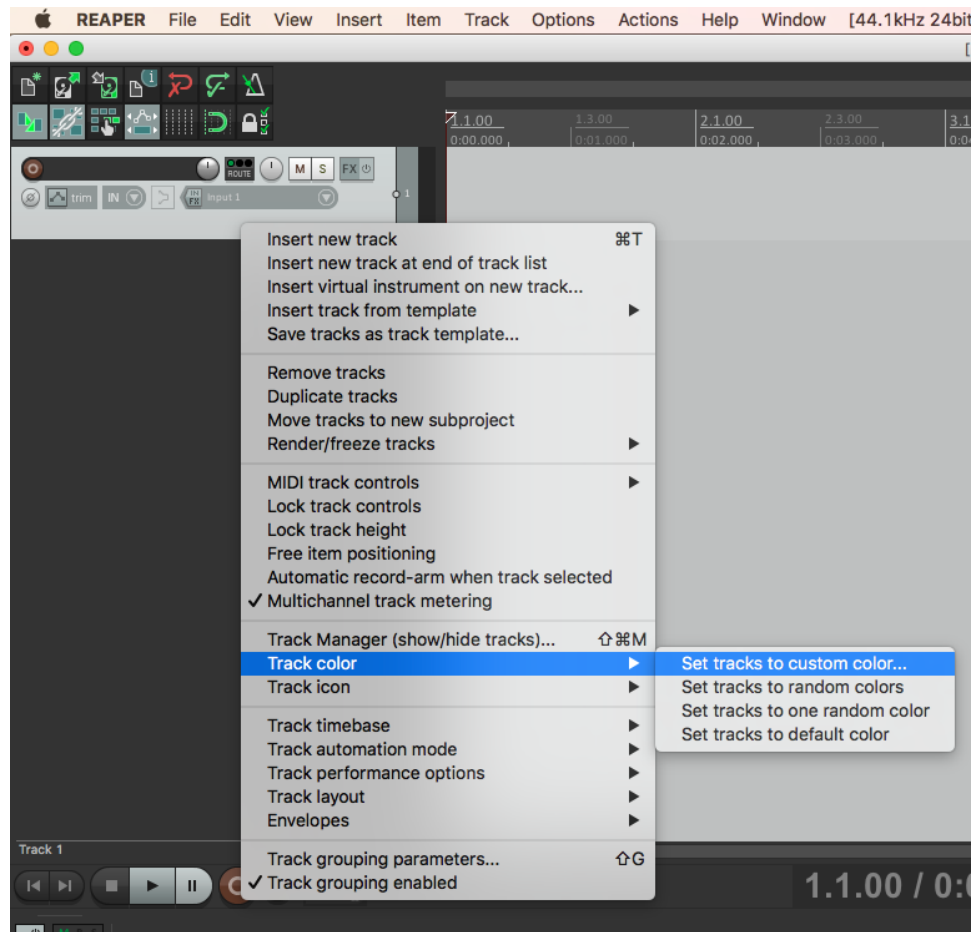 REAPER File Edit View Insert Item Track Options Actions Help Window [44.1kHz 24bit
[
1.1.00 1.3.00 2.1.00 2.3.00 3.1
0:00.000 0:01.000 0:02.000 0:03.000 0:04
ROUTE M S FX
trim IN IN FX Input 1 1
Insert new track ⌘T
Insert new track at end of track list
Insert virtual instrument on new track...
Insert track from template
Save tracks as track template...
Remove tracks
Duplicate tracks
Move tracks to new subproject
Render/freeze tracks
MIDI track controls
Lock track controls
Lock track height
Free item positioning
Automatic record-arm when track selected
✓ Multichannel track metering
Track Manager (show/hide tracks)... ⇧⌘M
Track color
Set tracks to custom color...
Track icon
Set tracks to random colors
Set tracks to one random color
Set tracks to default color
Track timebase
Track automation mode
Track performance options
Track layout
Envelopes
Track grouping parameters... ⇧G
✓ Track grouping enabled
Track 1
1.1.00 / 0: